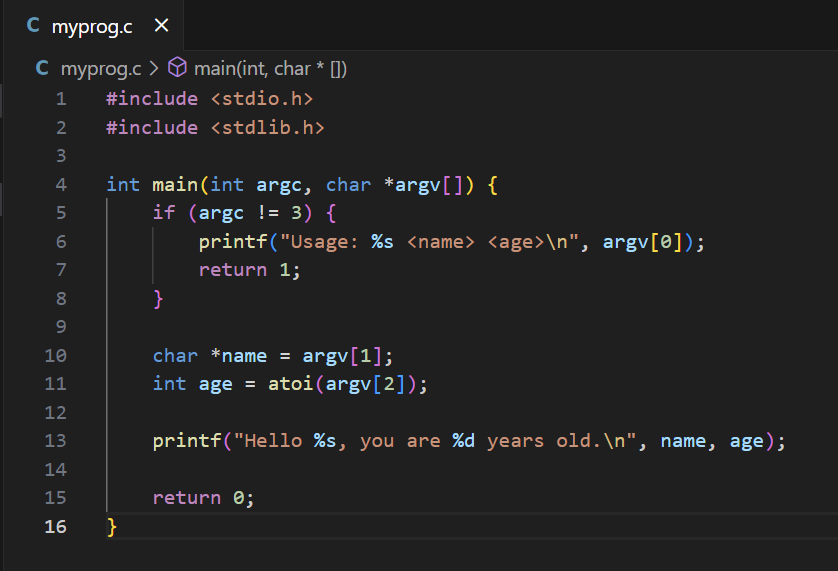 C myprog.c ×
C myprog.c > main(int, char * [])
1 #include <stdio.h>
2 #include <stdlib.h>
3
4 int main(int argc, char *argv[]) {
5     if (argc != 3) {
6         printf("Usage: %s <name> <age>\n", argv[0]);
7         return 1;
8     }
9
10     char *name = argv[1];
11     int age = atoi(argv[2]);
12
13     printf("Hello %s, you are %d years old.\n", name, age);
14
15     return 0;
16 }